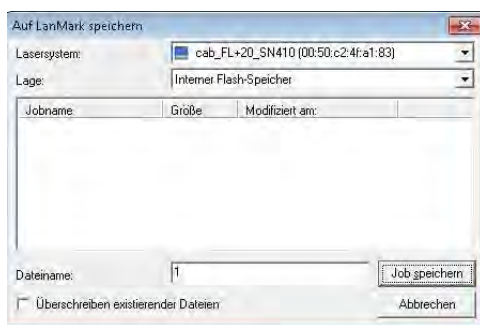 Auf LanMark speichern
Lasersystem: cab_FL+20_SN410 (00:50:c2:4f:a1:83)
Lage: Interner Flash-Speicher
Jobname Größe Modifiziert am:
Dateiname: 1 Job speichern
Überschreiben existierender Dateien Abbrechen